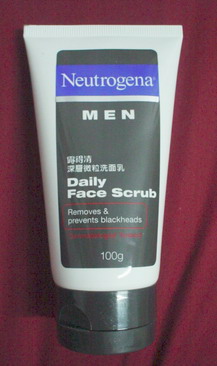 Neutrogena®
MEN
露得清
深層微粒洗面乳
Daily
Face Scrub
Removes &
prevents blackheads
100g